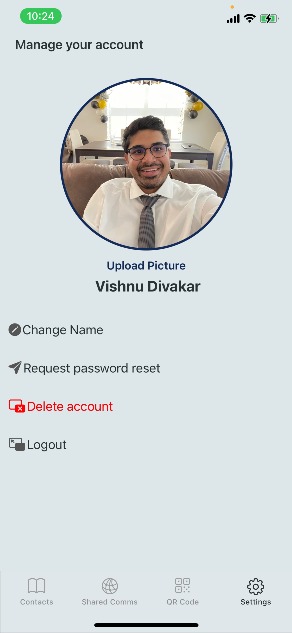 10:24
Manage your account
Upload Picture
Vishnu Divakar
Change Name
Request password reset
Delete account
Logout
Contacts
Shared Comms
QR Code
Settings